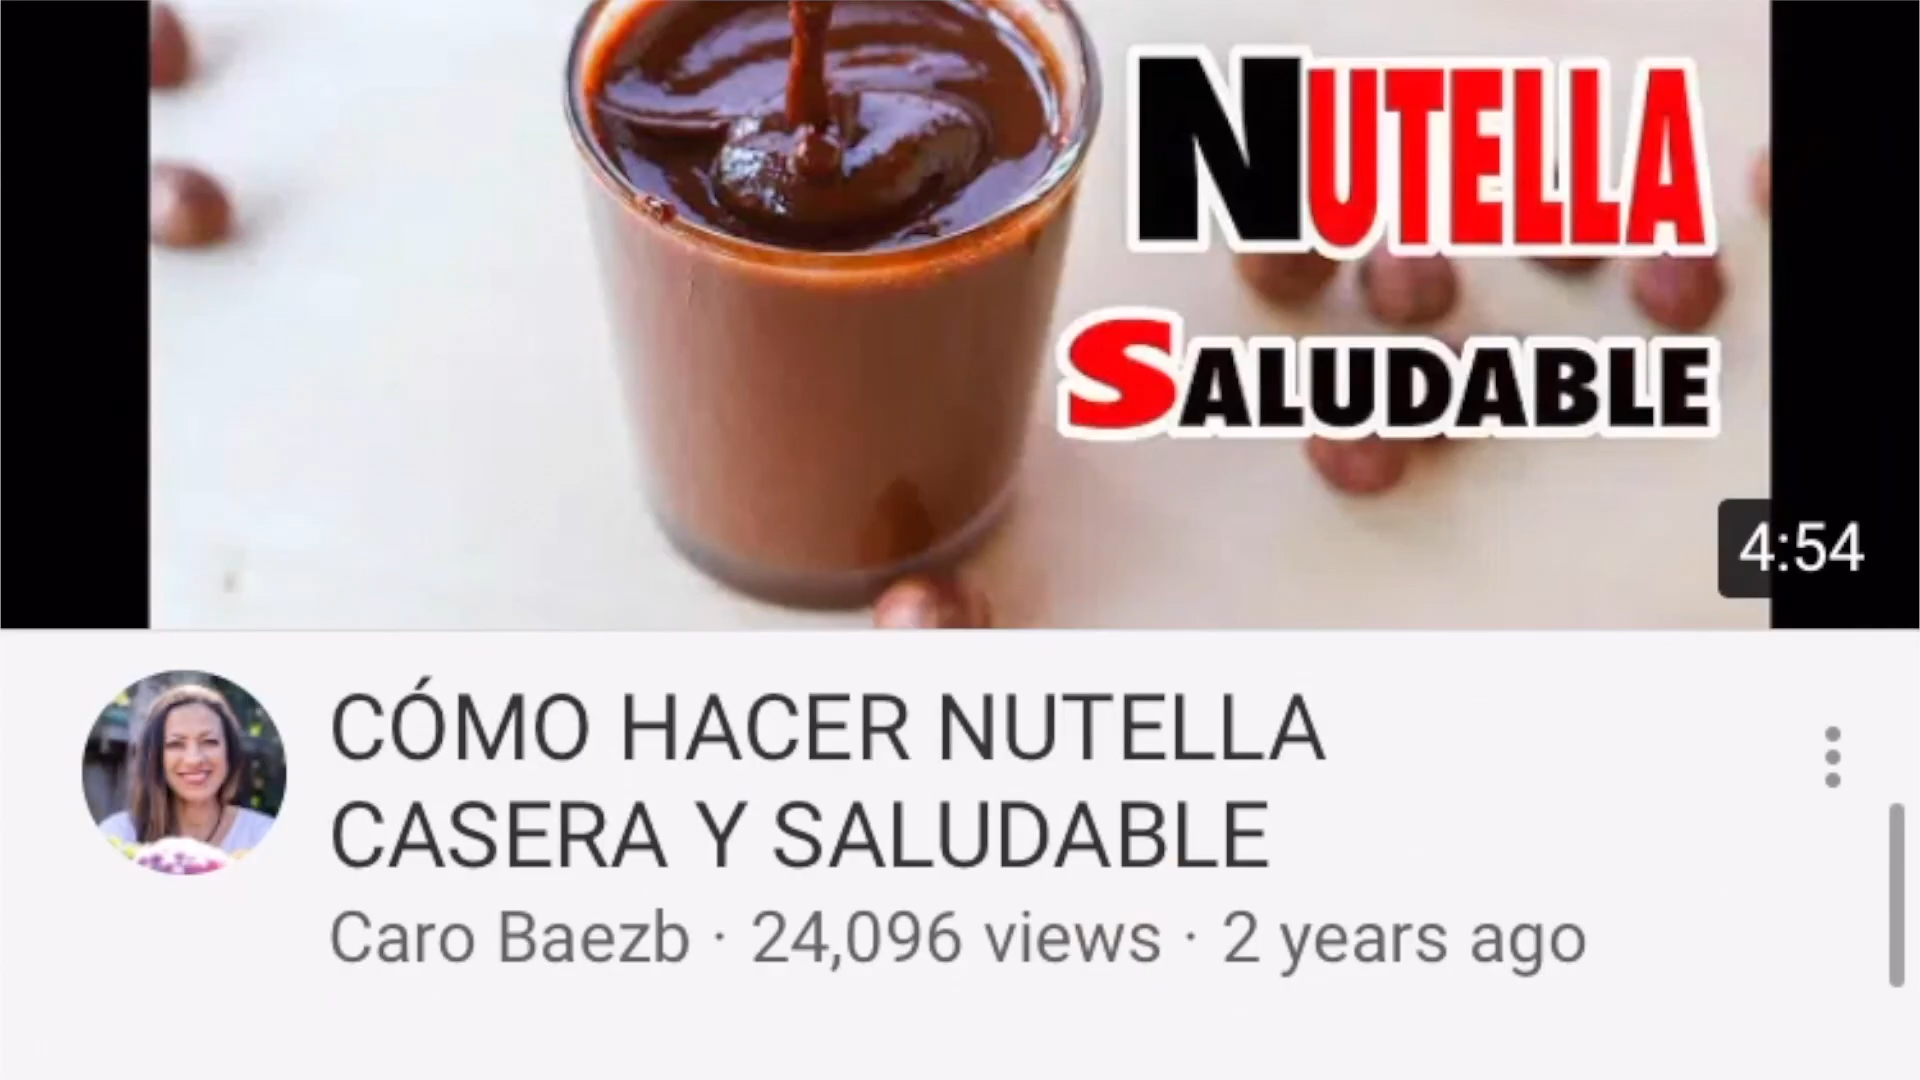 NUTELLA
SALUDABLE
4:54
CÓMO HACER NUTELLA
CASERA Y SALUDABLE
Caro Baezb · 24,096 views · 2 years ago